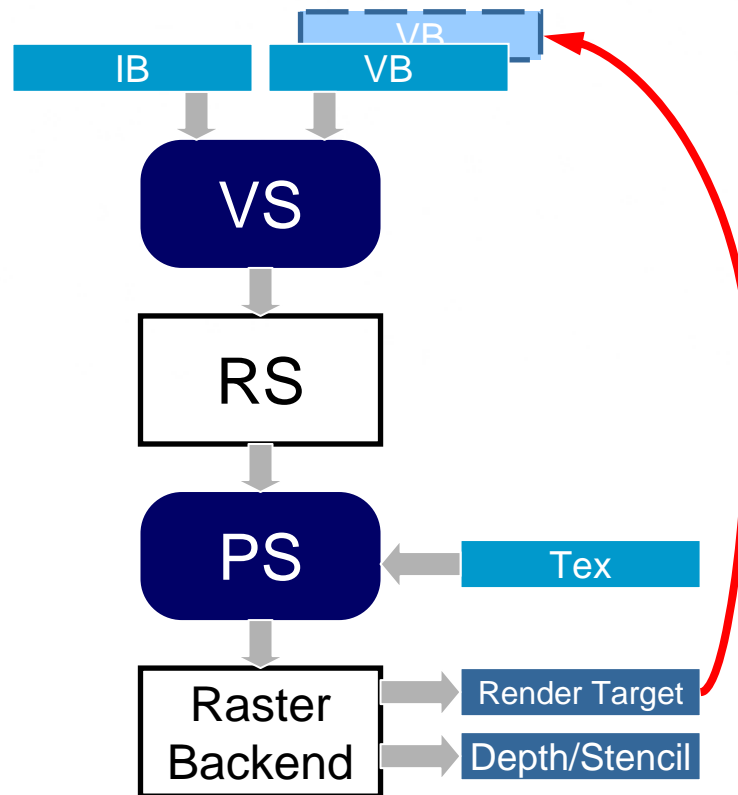 VB
IB
VB
VS
RS
PS
Tex
Raster
Backend
Render Target
Depth/Stencil